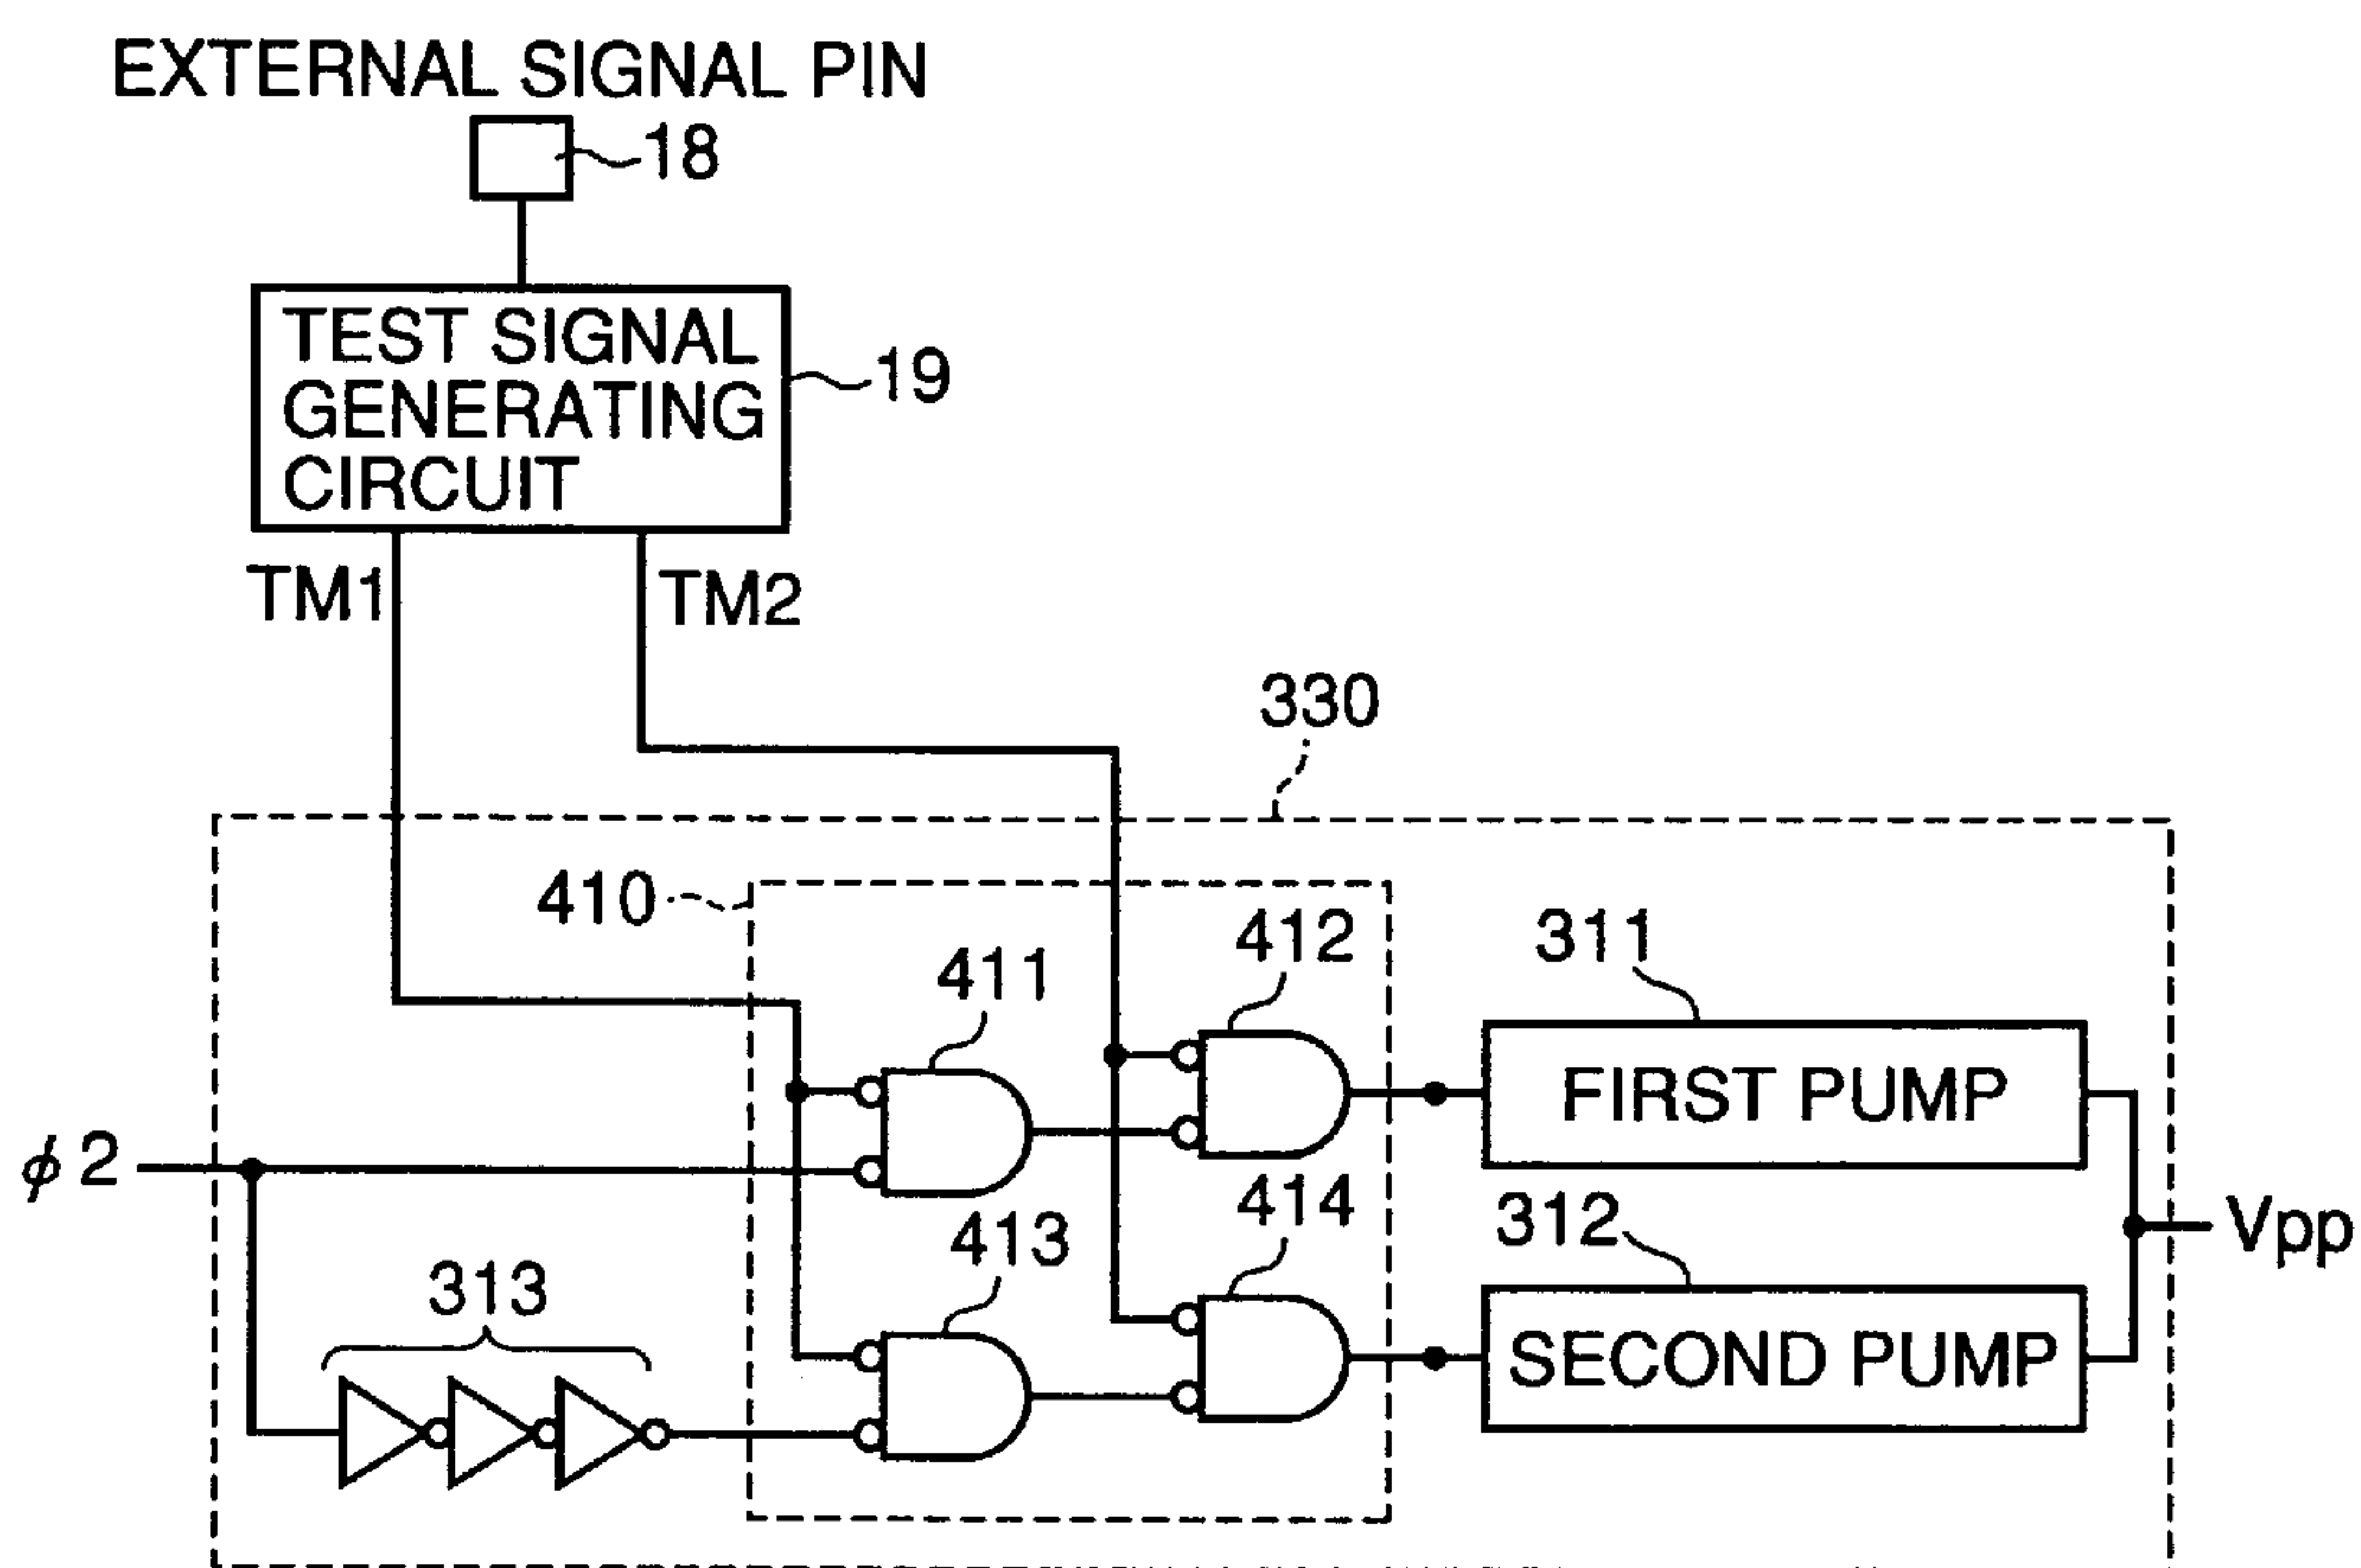 EXTERNAL SIGNAL PIN
18
TEST SIGNAL
GENERATING
CIRCUIT
19
TM1
TM2
330
410
411
412
311
FIRST PUMP
ϕ2
413
414
312
Vpp
313
SECOND PUMP